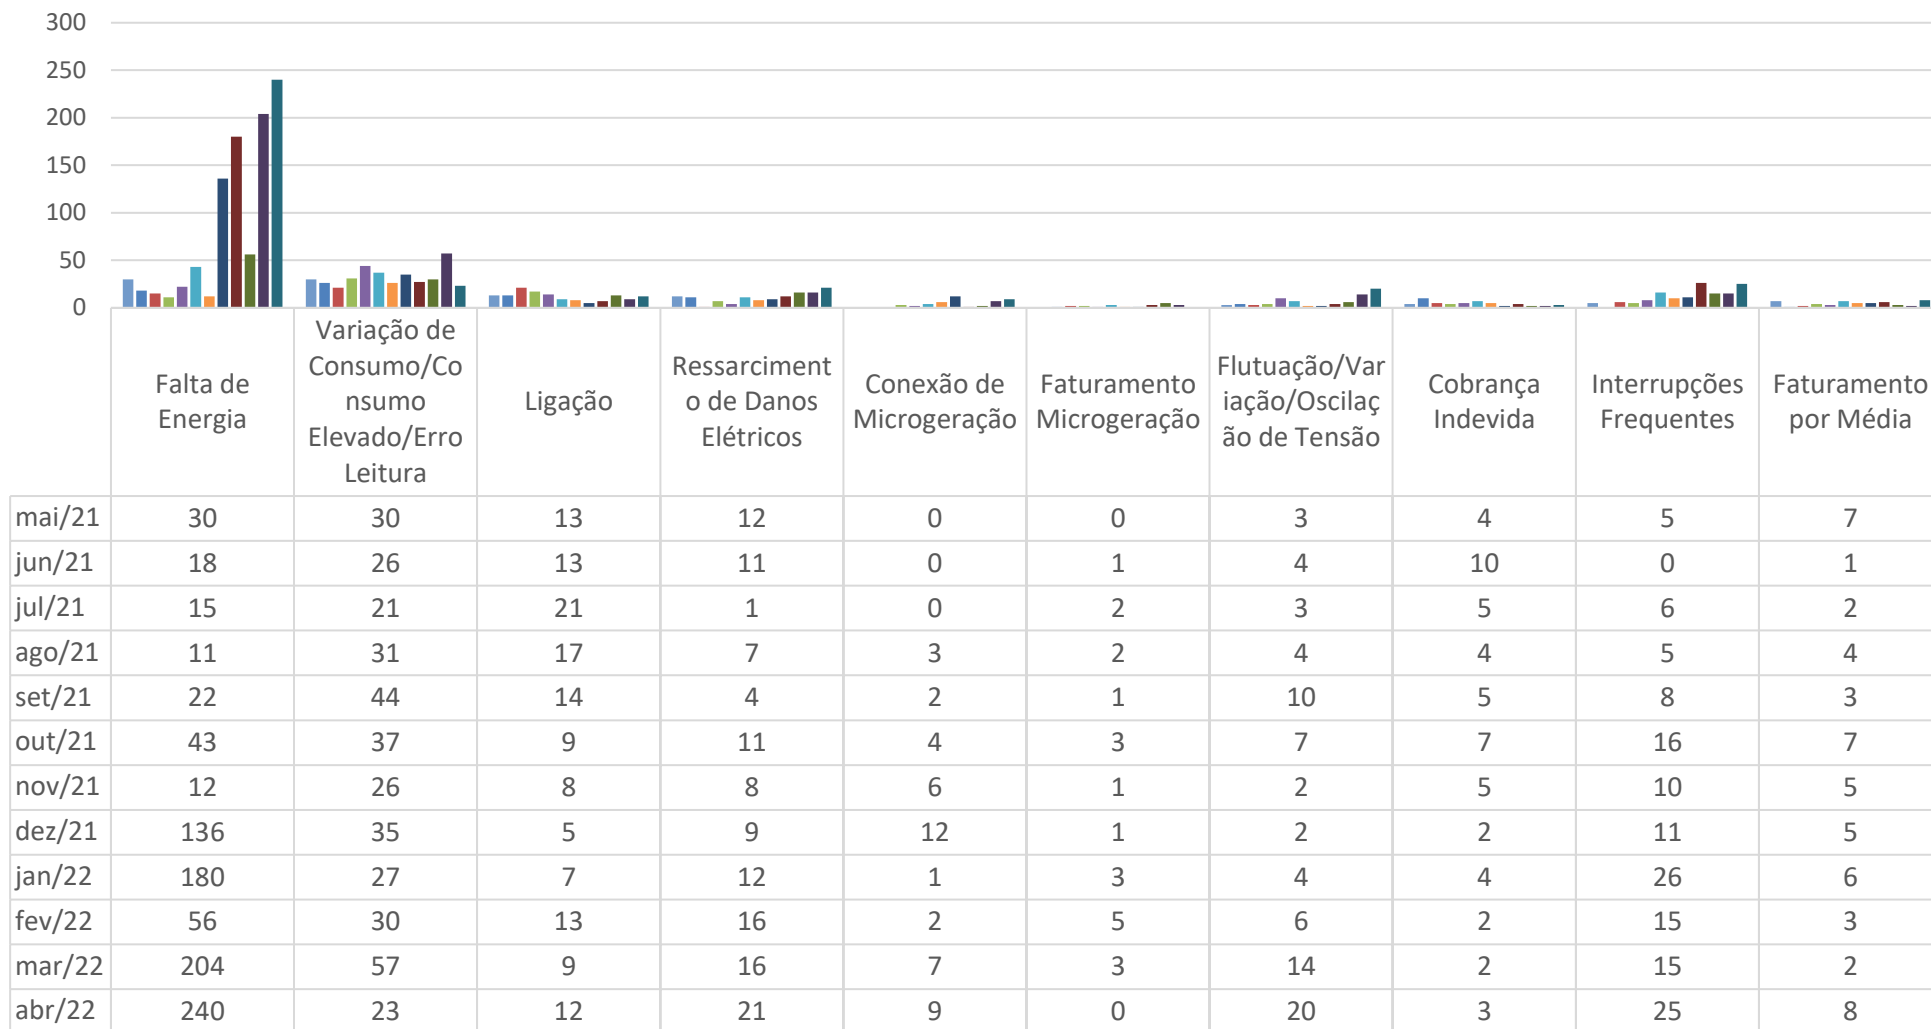 300
250
200
150
100
50
0
Falta de
Energia
Variação de
Consumo/Co
nsumo
Elevado/Erro
Leitura
Ligação
Ressarciment
o de Danos
Elétricos
Conexão de
Microgeração
Faturamento
Microgeração
Flutuação/Var
iação/Oscilaç
ão de Tensão
Cobrança
Indevida
Interrupções
Frequentes
Faturamento
por Média
mai/21 30 30 13 12 0 0 3 4 5 7
jun/21 18 26 13 11 0 1 4 10 0 1
jul/21 15 21 21 1 0 2 3 5 6 2
ago/21 11 31 17 7 3 2 4 4 5 4
set/21 22 44 14 4 2 1 10 5 8 3
out/21 43 37 9 11 4 3 7 7 16 7
nov/21 12 26 8 8 6 1 2 5 10 5
dez/21 136 35 5 9 12 1 2 2 11 5
jan/22 180 27 7 12 1 3 4 4 26 6
fev/22 56 30 13 16 2 5 6 2 15 3
mar/22 204 57 9 16 7 3 14 2 15 2
abr/22 240 23 12 21 9 0 20 3 25 8